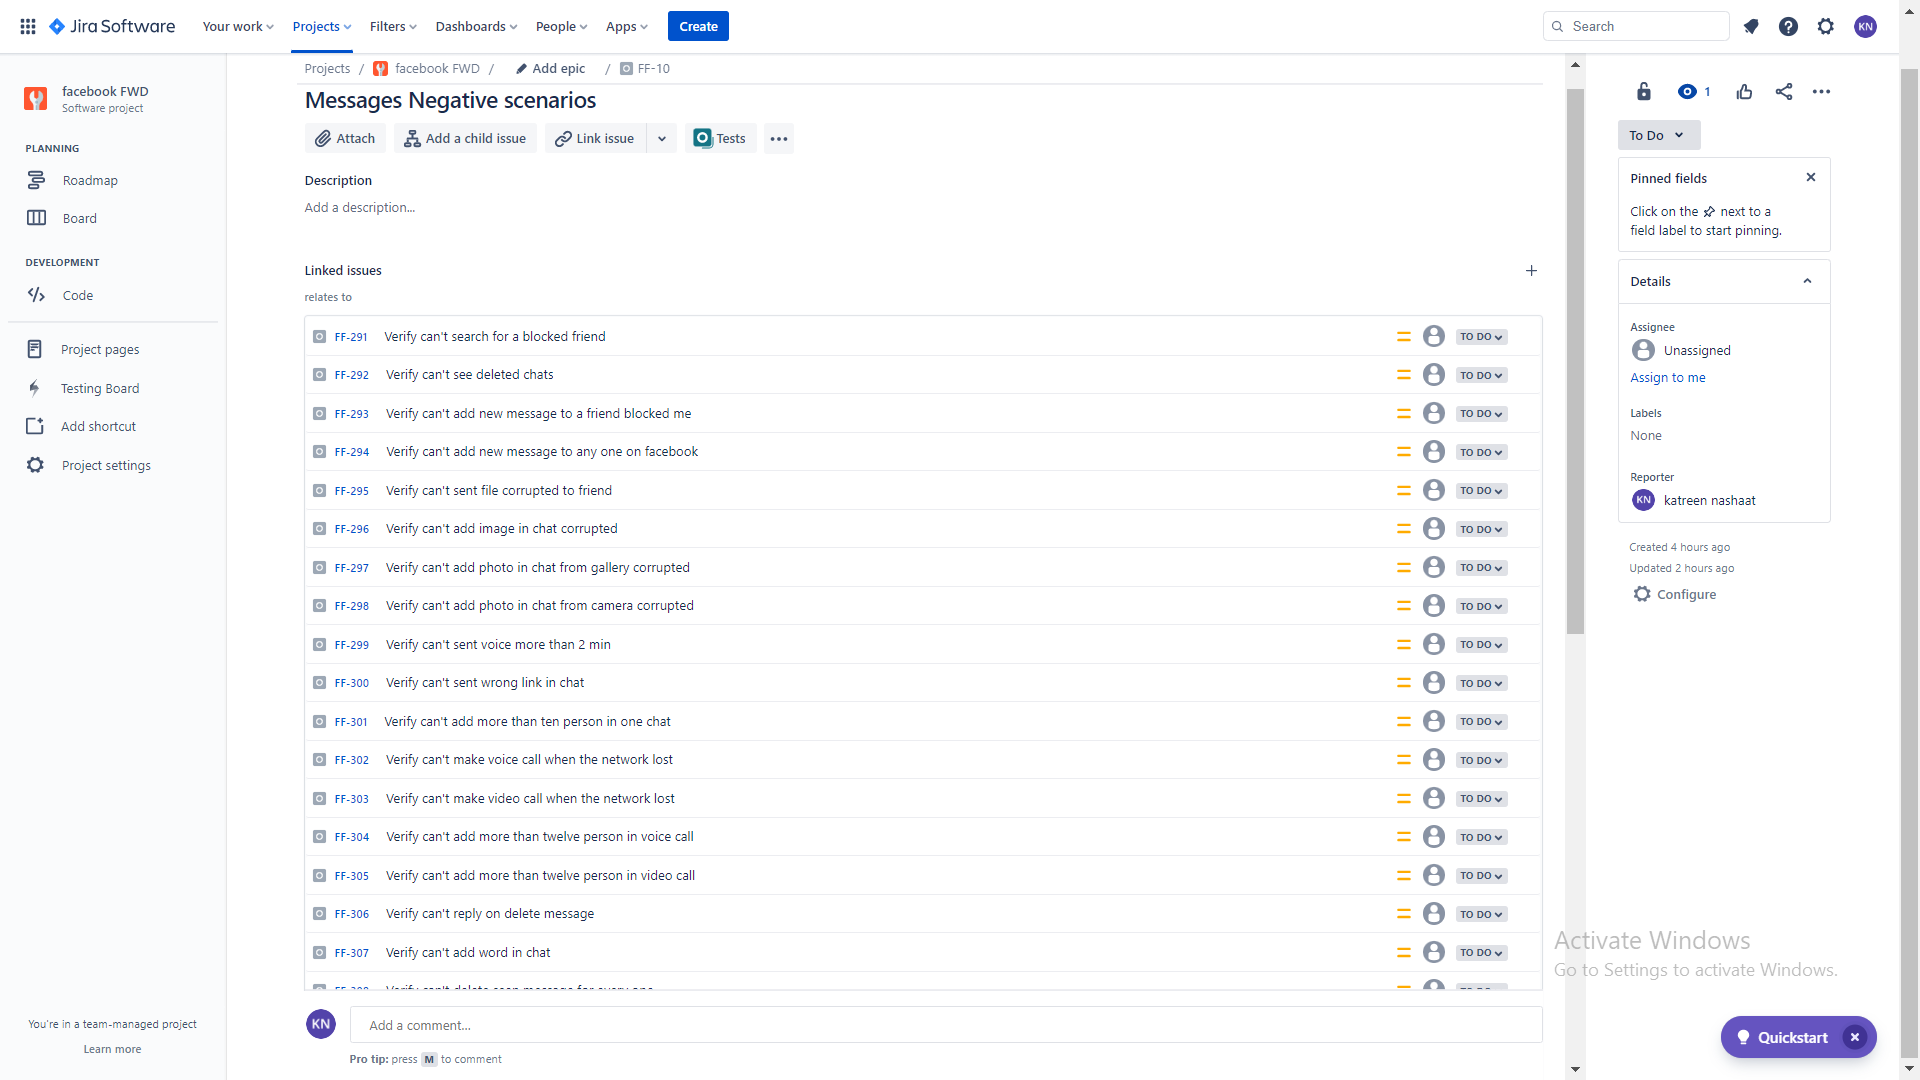 Jira Software Your work Projects Filters Dashboards People Apps Create Search KN
facebook FWD
Software project
PLANNING
Roadmap
Board
DEVELOPMENT
Code
Project pages
Testing Board
Add shortcut
Project settings
You're in a team-managed project
Learn more
Projects / facebook FWD / Add epic / FF-10
Messages Negative scenarios
Attach Add a child issue Link issue Tests
Description
Add a description...
Linked issues
relates to
FF-291 Verify can't search for a blocked friend TO DO
FF-292 Verify can't see deleted chats TO DO
FF-293 Verify can't add new message to a friend blocked me TO DO
FF-294 Verify can't add new message to any one on facebook TO DO
FF-295 Verify can't sent file corrupted to friend TO DO
FF-296 Verify can't add image in chat corrupted TO DO
FF-297 Verify can't add photo in chat from gallery corrupted TO DO
FF-298 Verify can't add photo in chat from camera corrupted TO DO
FF-299 Verify can't sent voice more than 2 min TO DO
FF-300 Verify can't sent wrong link in chat TO DO
FF-301 Verify can't add more than ten person in one chat TO DO
FF-302 Verify can't make voice call when the network lost TO DO
FF-303 Verify can't make video call when the network lost TO DO
FF-304 Verify can't add more than twelve person in voice call TO DO
FF-305 Verify can't add more than twelve person in video call TO DO
FF-306 Verify can't reply on delete message TO DO
FF-307 Verify can't add word in chat TO DO
KN Add a comment...
Pro tip: press M to comment
1
To Do
Pinned fields
Click on the next to a
field label to start pinning.
Details
Assignee
Unassigned
Assign to me
Labels
None
Reporter
KN katreen nashaat
Created 4 hours ago
Updated 2 hours ago
Configure
Activate Windows
Go to Settings to activate Windows.
Quickstart